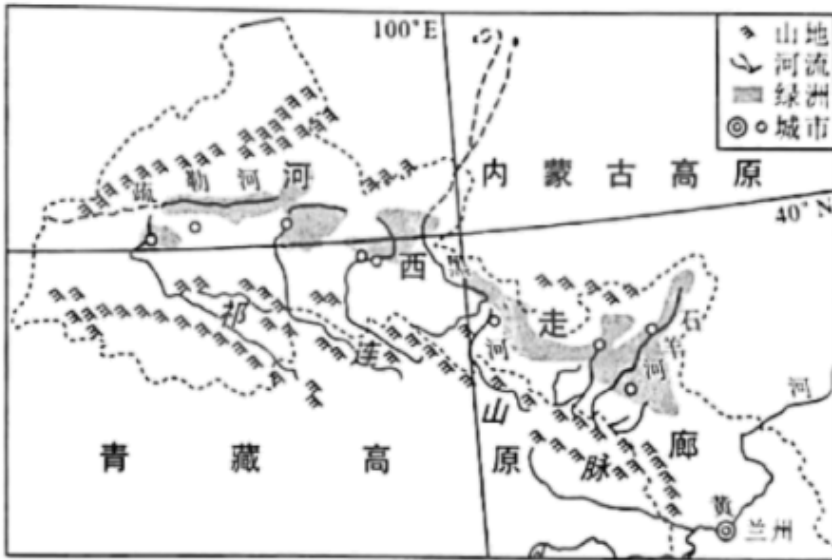 100°E
山地
河流
绿洲
城市
疏勒河
河
内蒙古高原
40°N
西
黑
祁
连
走
河
石
羊
河
山
河
青藏高
原
脉
廊
黄
兰州